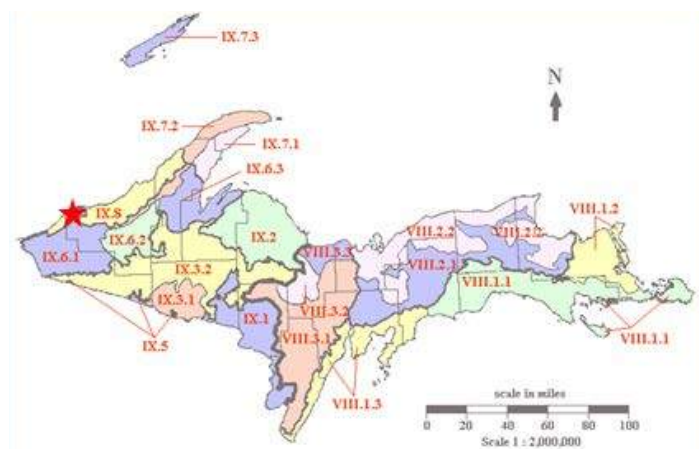 IX.7.3
N
IX.7.2
IX.7.1
IX.6.3
IX.8
IX.6.2
IX.2
VIII.1.2
VIII.2.2
VIII.2.2
IX.6.1
VIII.3.3
VIII.2.1
IX.3.2
VIII.1.1
IX.3.1
IX.1
VIII.3.2
VIII.3.1
VIII.1.1
IX.5
VIII.1.3
scale in miles
0 20 40 60 80 100
Scale 1 : 2,000,000